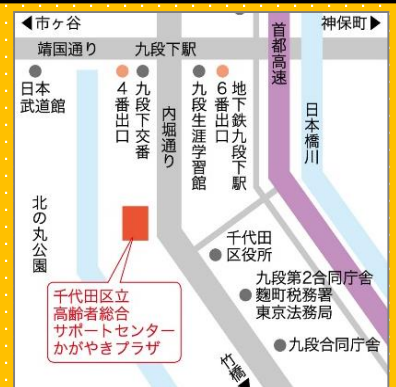 ◀市ヶ谷
神保町▶
靖国通り
九段下駅
首都高速
日本
武道館
4番出口
九段下交番
内堀通り
九段生涯学習館
6番出口
地下鉄九段下駅
日本橋川
北の丸公園
千代田
区役所
千代田区立
高齢者総合
サポートセンター
かがやきプラザ
九段第2合同庁舎
麴町税務署
東京法務局
九段合同庁舎
竹橋